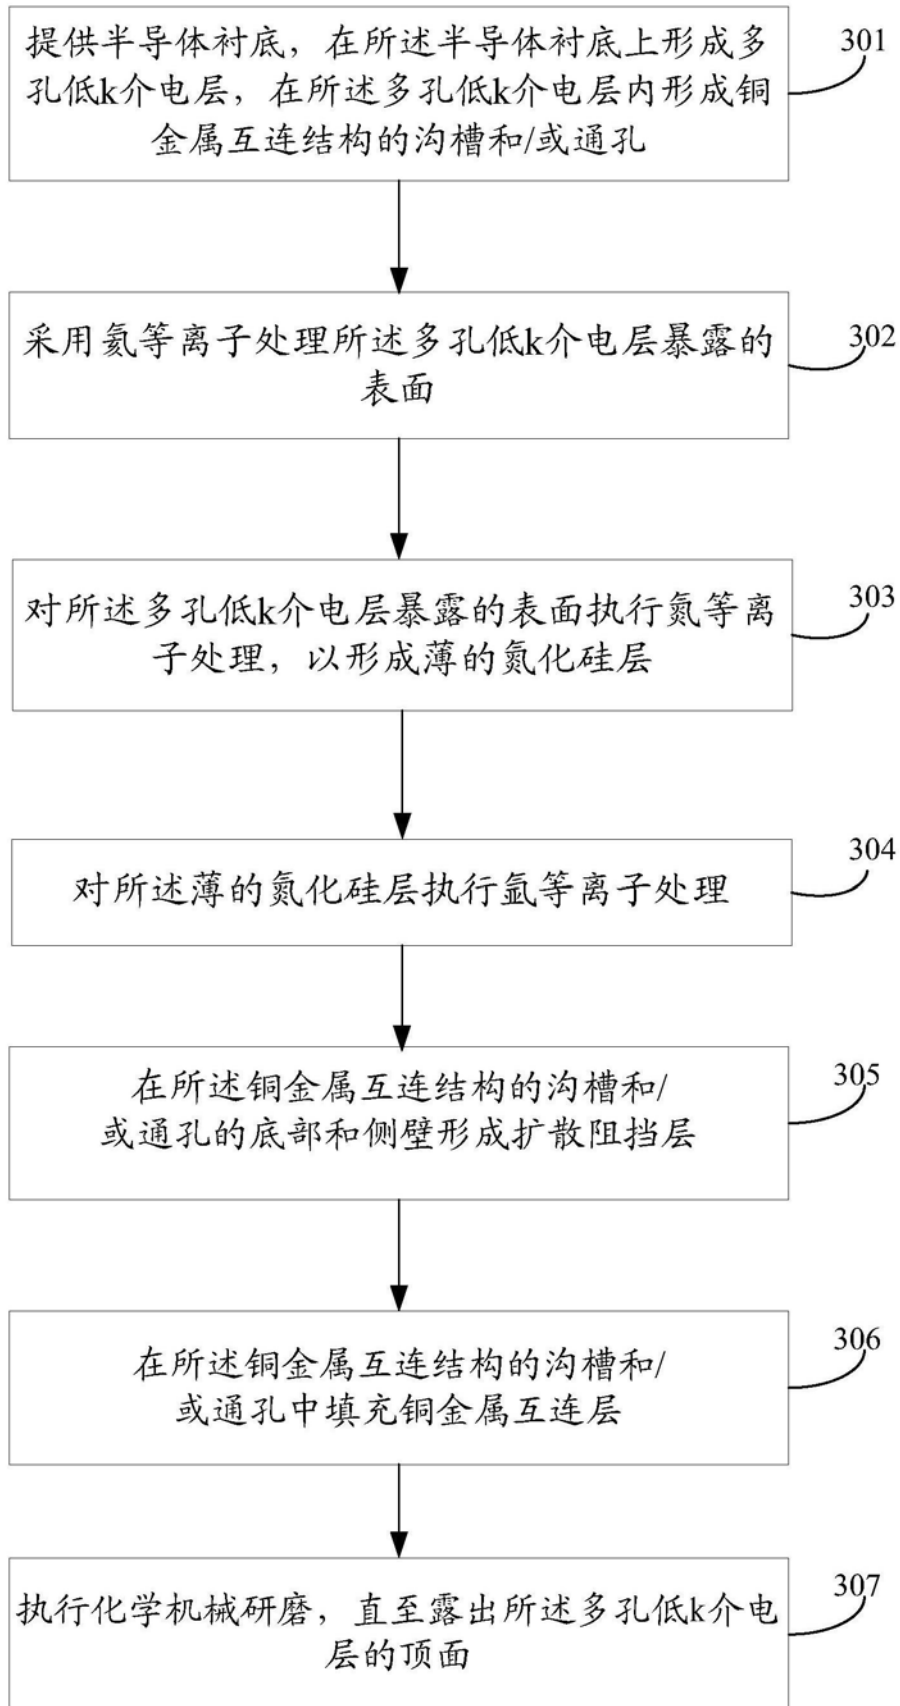 提供半导体衬底，在所述半导体衬底上形成多
孔低k介电层，在所述多孔低k介电层内形成铜
金属互连结构的沟槽和/或通孔
301
采用氦等离子处理所述多孔低k介电层暴露的
表面
302
对所述多孔低k介电层暴露的表面执行氮等离
子处理，以形成薄的氮化硅层
303
对所述薄的氮化硅层执行氩等离子处理
304
在所述铜金属互连结构的沟槽和/
或通孔的底部和侧壁形成扩散阻挡层
305
在所述铜金属互连结构的沟槽和/
或通孔中填充铜金属互连层
306
执行化学机械研磨，直至露出所述多孔低k介电
层的顶面
307